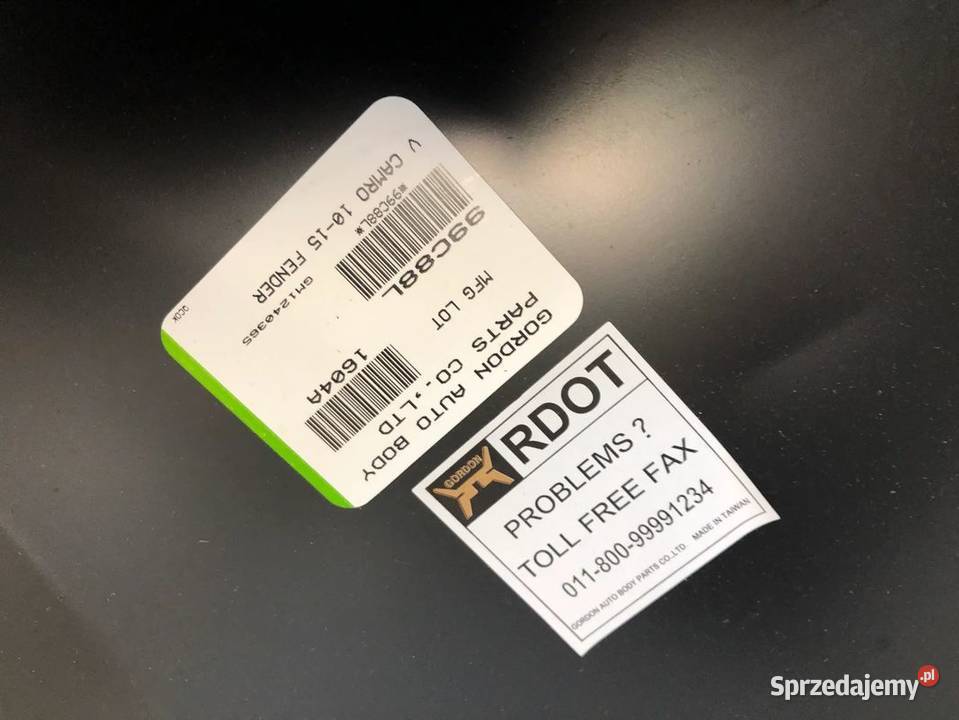 V CAMRO 10-15 FENDER
GM1240365
*99C88L*
99C88L
MFG LOT
1604A
GORDON AUTO BODY
PARTS CO.,LTD
QCOK
GORDON
RDOT
PROBLEMS ?
TOLL FREE FAX
011-800-99991234
GORDON AUTO BODY PARTS CO.,LTD. MADE IN TAIWAN
Sprzedajemy.pl